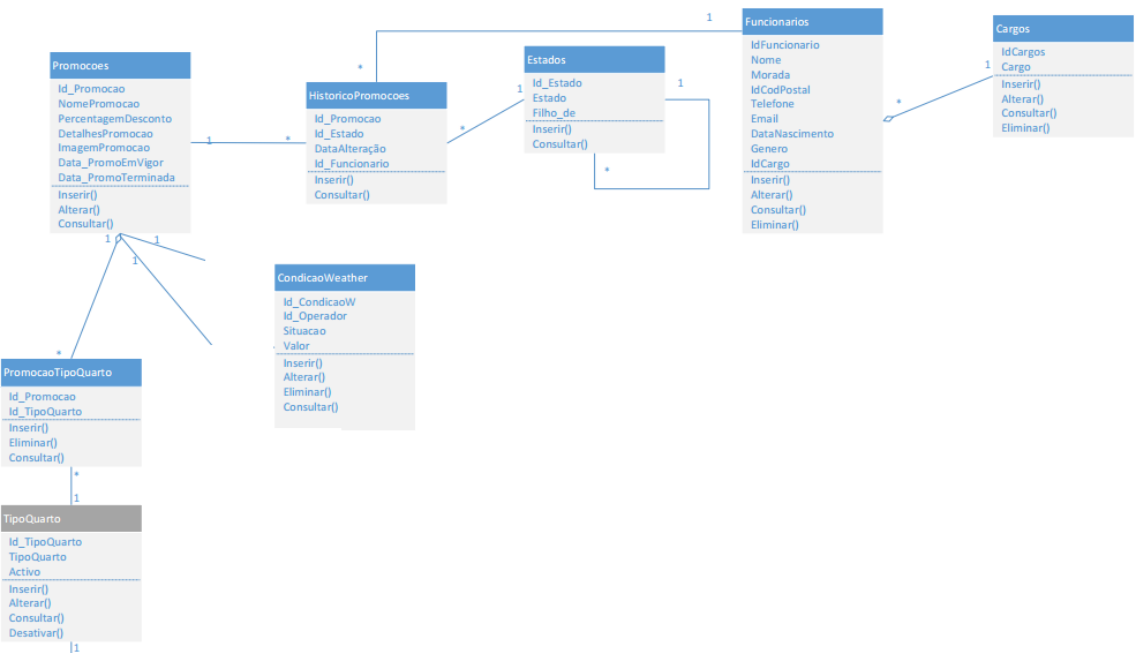 Promocoes
Id_Promocao
NomePromocao
PercentagemDesconto
DetalhesPromocao
ImagemPromocao
Data_PromoEmVigor
Data_PromoTerminada
Inserir()
Alterar()
Consultar()
1
*
1
1
1
*
HistoricoPromocoes
Id_Promocao
Id_Estado
DataAlteração
Id_Funcionario
Inserir()
Consultar()
*
1
*
1
Estados
Id_Estado
Estado
Filho_de
Inserir()
Consultar()
1
*
Funcionarios
IdFuncionario
Nome
Morada
IdCodPostal
Telefone
Email
DataNascimento
Genero
IdCargo
Inserir()
Alterar()
Consultar()
Eliminar()
*
1
Cargos
IdCargos
Cargo
Inserir()
Alterar()
Consultar()
Eliminar()
CondicaoWeather
Id_CondicaoW
Id_Operador
Situacao
Valor
Inserir()
Alterar()
Eliminar()
Consultar()
PromocaoTipoQuarto
Id_Promocao
Id_TipoQuarto
Inserir()
Eliminar()
Consultar()
*
1
TipoQuarto
Id_TipoQuarto
TipoQuarto
Activo
Inserir()
Alterar()
Consultar()
Desativar()
1